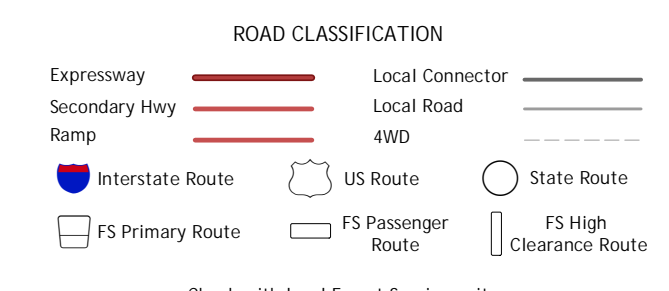 ROAD CLASSIFICATION
Expressway
Local Connector
Secondary Hwy
Local Road
Ramp
4WD
Interstate Route
US Route
State Route
FS Primary Route
FS Passenger
Route
FS High
Clearance Route